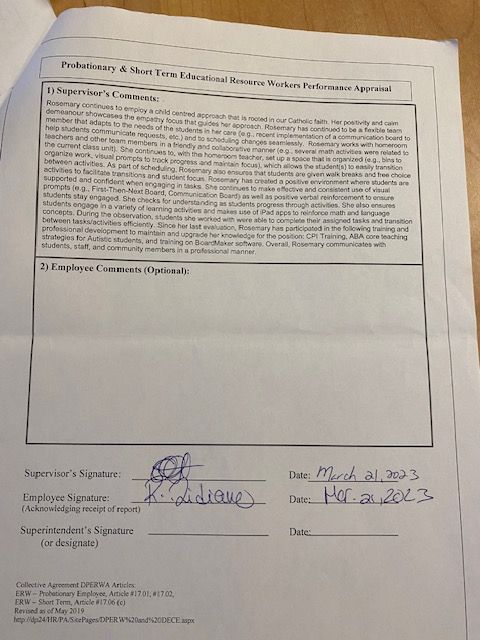 Probationary & Short Term Educational Resource Workers Performance Appraisal
1) Supervisor's Comments:
Rosemary continues to employ a child centred approach that is rooted in our Catholic faith. Her positivity and calm
demeanour showcases the empathy focus that guides her approach. Rosemary has continued to be a flexible team
member that adapts to the needs of the students in her care (e.g., recent implementation of a communication board to
help students communicate requests, etc.) and to scheduling changes seamlessly. Rosemary works with homeroom
teachers and other team members in a friendly and collaborative manner (e.g., several math activities were related to
the current class unit). She continues to, with the homeroom teacher, set up a space that is organized (e.g., bins to
organize work, visual prompts to track progress and maintain focus), which allows the student(s) to easily transition
between activities. As part of scheduling, Rosemary also ensures that students are given walk breaks and free choice
activities to facilitate transitions and student focus. Rosemary has created a positive environment where students are
supported and confident when engaging in tasks. She continues to make effective and consistent use of visual
prompts (e.g., First-Then-Next Board, Communication Board) as well as positive verbal reinforcement to ensure
students stay engaged. She checks for understanding as students progress through activities. She also ensures
students engage in a variety of learning activities and makes use of iPad apps to reinforce math and language
concepts. During the observation, students she worked with were able to complete their assigned tasks and transition
between tasks/activities efficiently. Since her last evaluation, Rosemary has participated in the following training and
professional development to maintain and upgrade her knowledge for the position: CPI Training, ABA core teaching
strategies for Autistic students, and training on BoardMaker software. Overall, Rosemary communicates with
students, staff, and community members in a professional manner.
2) Employee Comments (Optional):
Supervisor's Signature:
Date: March 21, 2023
Employee Signature:
Date: Mar. 21, 2023
(Acknowledging receipt of report)
Superintendent's Signature
Date:
(or designate)
Collective Agreement DPERWA Articles:
ERW – Probationary Employee, Article #17.01, #17.02,
ERW – Short Term, Article #17.06 (c)
Revised as of May 2019
http://dp24/HR/PA/SitePages/DPERW%20and%20DECE.aspx